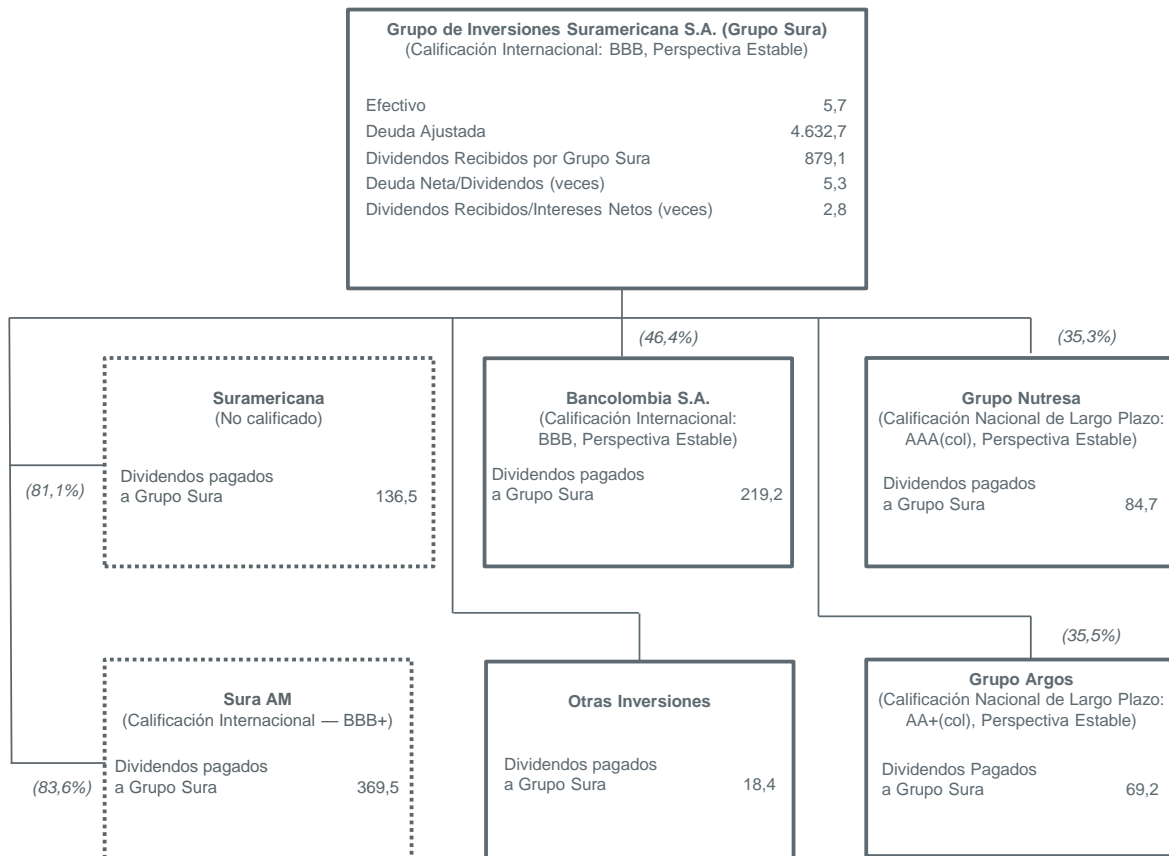 Grupo de Inversiones Suramericana S.A. (Grupo Sura)
(Calificación Internacional: BBB, Perspectiva Estable)
Efectivo 5,7
Deuda Ajustada 4.632,7
Dividendos Recibidos por Grupo Sura 879,1
Deuda Neta/Dividendos (veces) 5,3
Dividendos Recibidos/Intereses Netos (veces) 2,8
(46,4%)
(35,3%)
Suramericana
(No calificado)
Dividendos pagados
a Grupo Sura 136,5
(81,1%)
Bancolombia S.A.
(Calificación Internacional:
BBB, Perspectiva Estable)
Dividendos pagados
a Grupo Sura 219,2
Grupo Nutresa
(Calificación Nacional de Largo Plazo:
AAA(col), Perspectiva Estable)
Dividendos pagados
a Grupo Sura 84,7
(35,5%)
Sura AM
(Calificación Internacional — BBB+)
Dividendos pagados
a Grupo Sura 369,5
(83,6%)
Otras Inversiones
Dividendos pagados
a Grupo Sura 18,4
Grupo Argos
(Calificación Nacional de Largo Plazo:
AA+(col), Perspectiva Estable)
Dividendos Pagados
a Grupo Sura 69,2